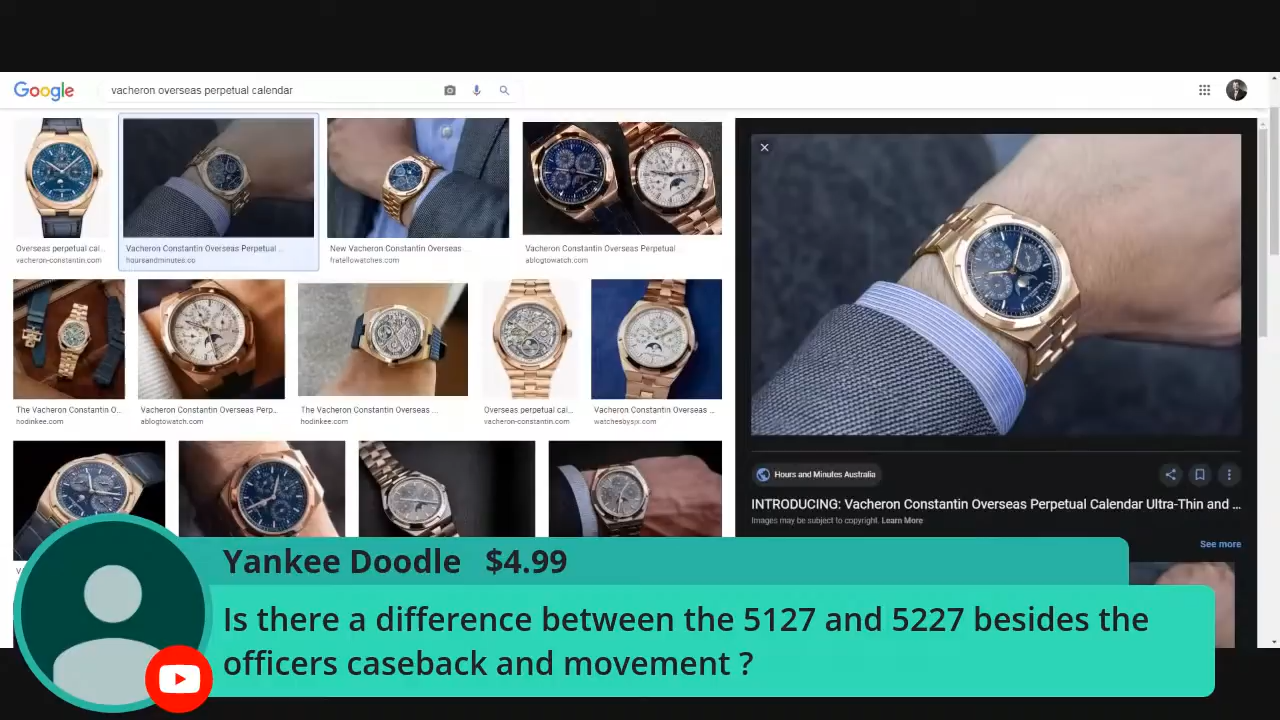 Google
vacheron overseas perpetual calendar
Overseas perpetual cal...
vacheron-constantin.com
Vacheron Constantin Overseas Perpetual ...
hoursandminutes.co
New Vacheron Constantin Overseas ...
fratellowatches.com
Vacheron Constantin Overseas Perpetual
ablogtowatch.com
The Vacheron Constantin O...
hodinkee.com
Vacheron Constantin Overseas Perp...
ablogtowatch.com
The Vacheron Constantin Overseas ...
hodinkee.com
Overseas perpetual cal...
vacheron-constantin.com
Vacheron Constantin Overseas ...
watchesbysjx.com
Hours and Minutes Australia
INTRODUCING: Vacheron Constantin Overseas Perpetual Calendar Ultra-Thin and ...
Images may be subject to copyright. Learn More
See more
Yankee Doodle $4.99
Is there a difference between the 5127 and 5227 besides the
officers caseback and movement ?